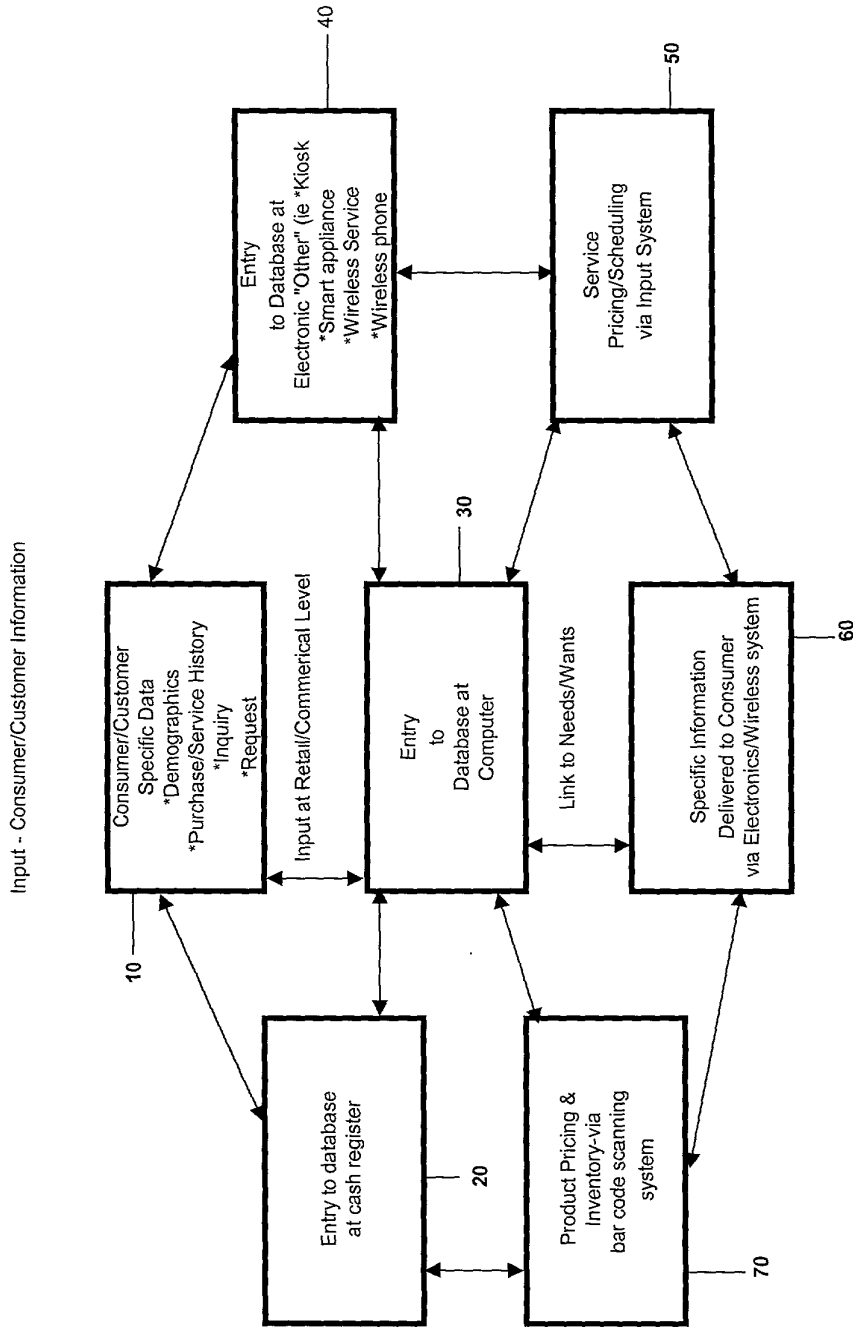 Input - Consumer/Customer Information
Consumer/Customer
Specific Data
*Demographics
*Purchase/Service History
*Inquiry
*Request
10
Input at Retail/Commerical Level
Entry to database
at cash register
20
Entry
to
Database at
Computer
30
Entry
to Database at
Electronic "Other" (ie *Kiosk
*Smart appliance
*Wireless Service
*Wireless phone
40
Link to Needs/Wants
Product Pricing &
Inventory-via
bar code scanning
system
70
Specific Information
Delivered to Consumer
via Electronics/Wireless system
60
Service
Pricing/Scheduling
via Input System
50